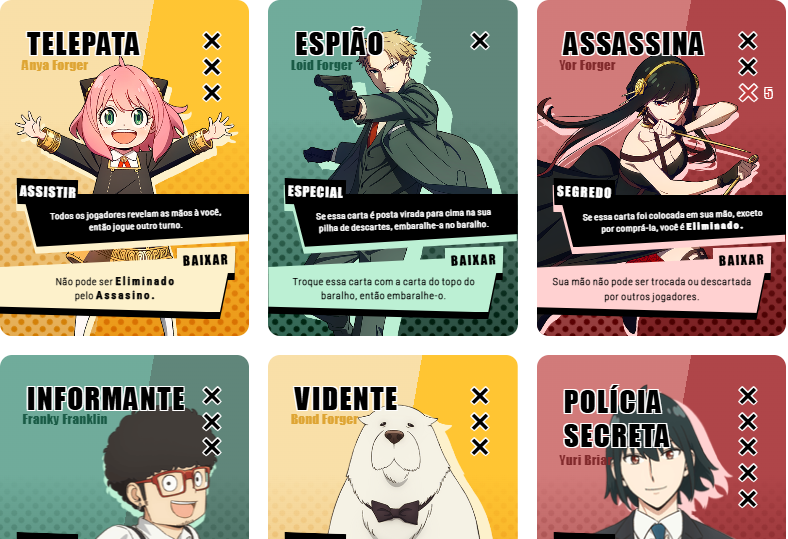 TELEPATA
Anya Forger
ASSISTIR
Todos os jogadores revelam as mãos à você,
então jogue outro turno.
BAIXAR
Não pode ser Eliminado
pelo Assasino.
ESPIÃO
Loid Forger
ESPECIAL
Se essa carta é posta virada para cima na sua
pilha de descartes, embaralhe-a no baralho.
BAIXAR
Troque essa carta com a carta do topo do
baralho, então embaralhe-o.
ASSASSINA
Yor Forger
5
SEGREDO
Se essa carta foi colocada em sua mão, exceto
por comprá-la, você é Eliminado.
BAIXAR
Sua mão não pode ser trocada ou descartada
por outros jogadores.
INFORMANTE
Franky Franklin
VIDENTE
Bond Forger
POLÍCIA
SECRETA
Yuri